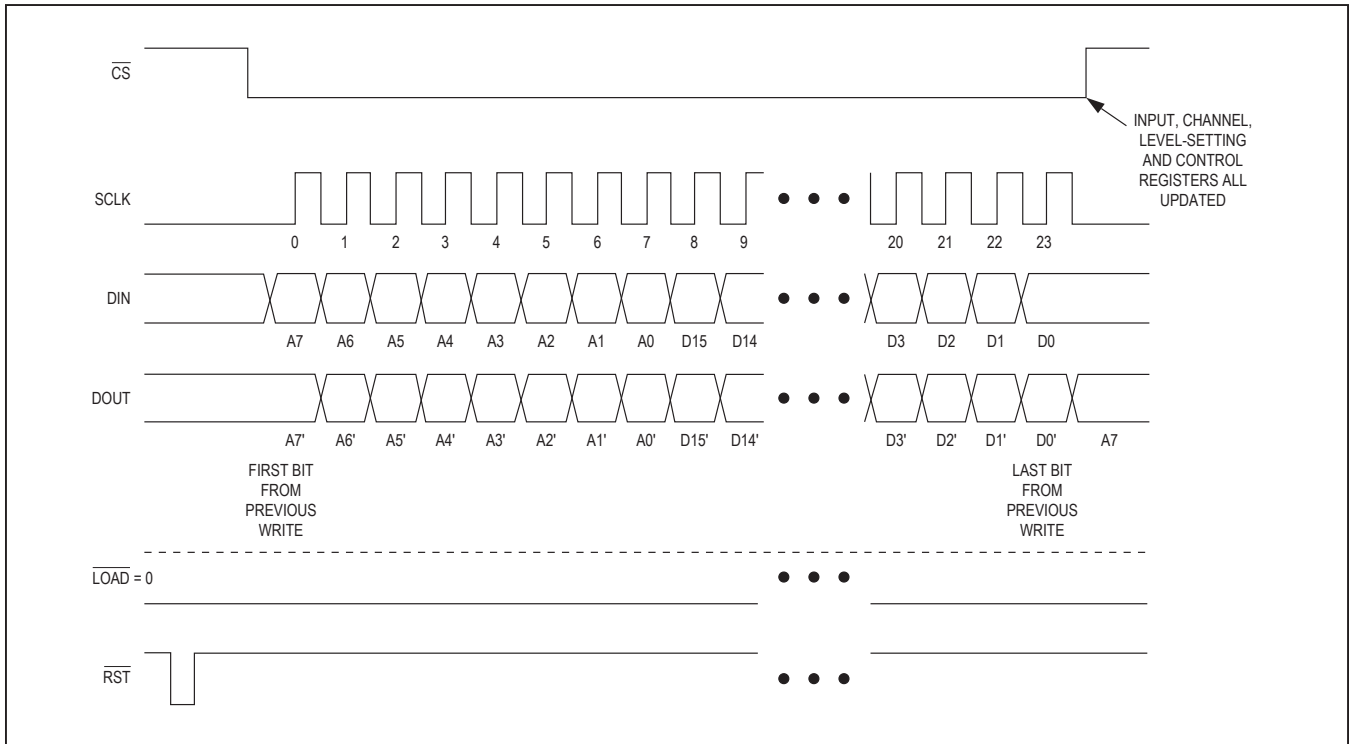 CS
INPUT, CHANNEL,
LEVEL-SETTING
AND CONTROL
REGISTERS ALL
UPDATED
SCLK
0 1 2 3 4 5 6 7 8 9 20 21 22 23
DIN
A7 A6 A5 A4 A3 A2 A1 A0 D15 D14 D3 D2 D1 D0
DOUT
A7' A6' A5' A4' A3' A2' A1' A0' D15' D14' D3' D2' D1' D0' A7
FIRST BIT
FROM
PREVIOUS
WRITE
LAST BIT
FROM
PREVIOUS
WRITE
LOAD = 0
RST